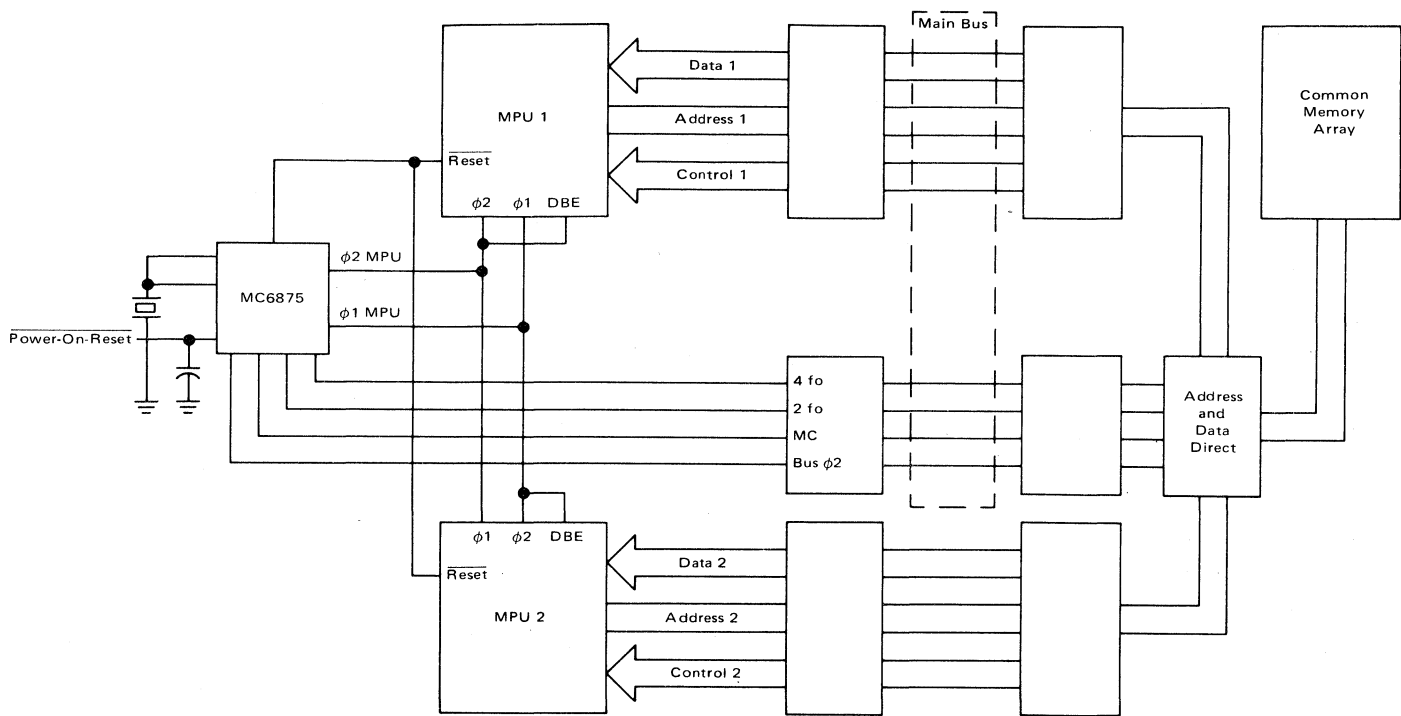 Main Bus
Data 1
MPU 1
Address 1
Common
Memory
Array
Reset
Control 1
φ2 φ1 DBE
φ2 MPU
MC6875
φ1 MPU
Power-On-Reset
4 fo
2 fo
MC
Bus φ2
Address
and
Data
Direct
φ1 φ2 DBE
Data 2
Reset
MPU 2
Address 2
Control 2